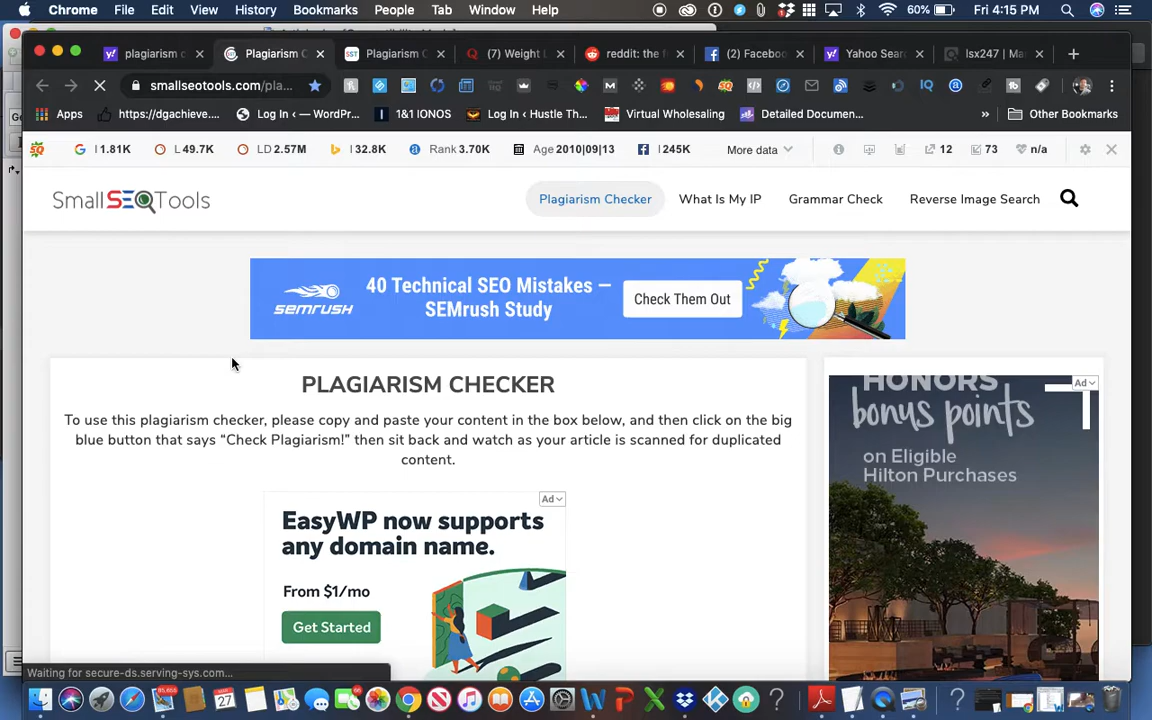 Chrome File Edit View History Bookmarks People Tab Window Help 60% Fri 4:15 PM
plagiarism c Plagiarism C Plagiarism C (7) Weight L reddit: the f (2) Faceboo Yahoo Sear lsx247 | Ma
smallseotools.com/pla...
Apps https://dgachieve.... Log In ‹ — WordPr... 1&1 IONOS Log In ‹ Hustle Th... Virtual Wholesaling Detailed Documen... » Other Bookmarks
SQ I 1.81K L 49.7K LD 2.57M I 32.8K Rank 3.70K Age 2010|09|13 I 245K More data 12 73 n/a
SmallSEOTools Plagiarism Checker What Is My IP Grammar Check Reverse Image Search
semrush
40 Technical SEO Mistakes —
SEMrush Study
Check Them Out
PLAGIARISM CHECKER
To use this plagiarism checker, please copy and paste your content in the box below, and then click on the big
blue button that says “Check Plagiarism!” then sit back and watch as your article is scanned for duplicated
content.
Ad
EasyWP now supports
any domain name.
From $1/mo
Get Started
Ad
HONORS
bonus points
on Eligible
Hilton Purchases
Waiting for secure-ds.serving-sys.com...